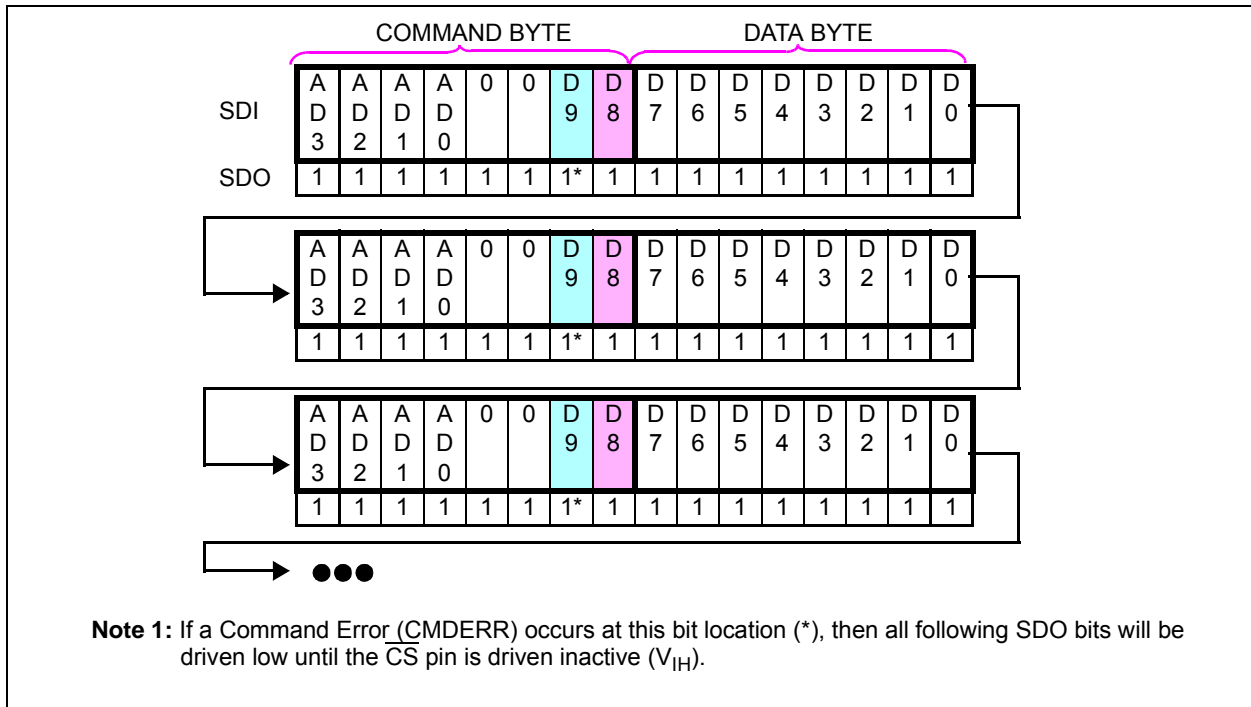 COMMAND BYTE DATA BYTE
SDI
A A A A 0 0 D D D D D D D D D D
D D D D 9 8 7 6 5 4 3 2 1 0
3 2 1 0
SDO 1 1 1 1 1 1 1* 1 1 1 1 1 1 1 1 1
A A A A 0 0 D D D D D D D D D D
D D D D 9 8 7 6 5 4 3 2 1 0
3 2 1 0
1 1 1 1 1 1 1* 1 1 1 1 1 1 1 1 1
A A A A 0 0 D D D D D D D D D D
D D D D 9 8 7 6 5 4 3 2 1 0
3 2 1 0
1 1 1 1 1 1 1* 1 1 1 1 1 1 1 1 1
Note 1: If a Command Error (CMDERR) occurs at this bit location (*), then all following SDO bits will be
driven low until the CS pin is driven inactive (VIH).